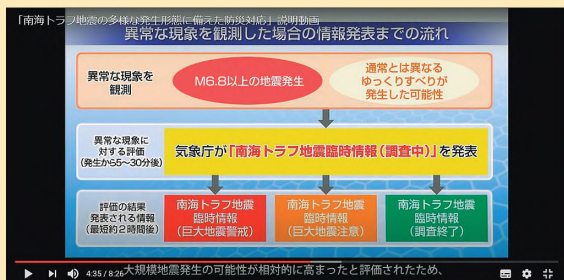 「南海トラフ地震の多様な発生形態に備えた防災対応」説明動画
異常な現象を観測した場合の情報発表までの流れ
異常な現象を
観測
M6.8以上の地震発生
通常とは異なる
ゆっくりすべりが
発生した可能性
異常な現象に
対する評価
(発生から5~30分後)
気象庁が「南海トラフ地震臨時情報(調査中)」を発表
評価の結果
発表される情報
(最短約2時間後)
南海トラフ地震
臨時情報
(巨大地震警戒)
南海トラフ地震
臨時情報
(巨大地震注意)
南海トラフ地震
臨時情報
(調査終了)
大規模地震発生の可能性が相対的に高まったと評価されたため、
4:35 / 8:26